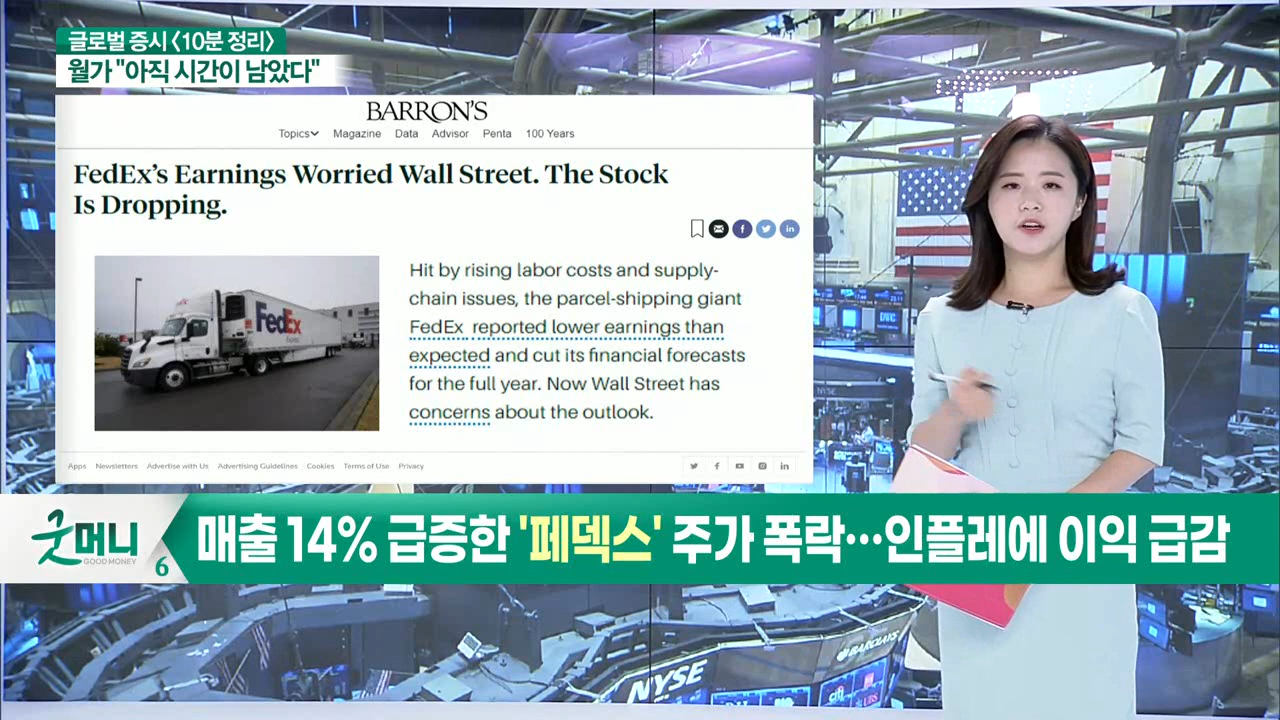 글로벌 증시 <10분 정리>
월가 "아직 시간이 남았다"
BARRON'S
Topics Magazine Data Advisor Penta 100 Years
FedEx's Earnings Worried Wall Street. The Stock
Is Dropping.
Hit by rising labor costs and supply-
chain issues, the parcel-shipping giant
FedEx reported lower earnings than
expected and cut its financial forecasts
for the full year. Now Wall Street has
concerns about the outlook.
FedEx
Apps Newsletters Advertise with Us Advertising Guidelines Cookies Terms of Use Privacy
굿머니
GOOD MONEY
6
매출 14% 급증한 '페덱스' 주가 폭락…인플레에 이익 급감
NYSE
BARCLAYS
citi
UBS